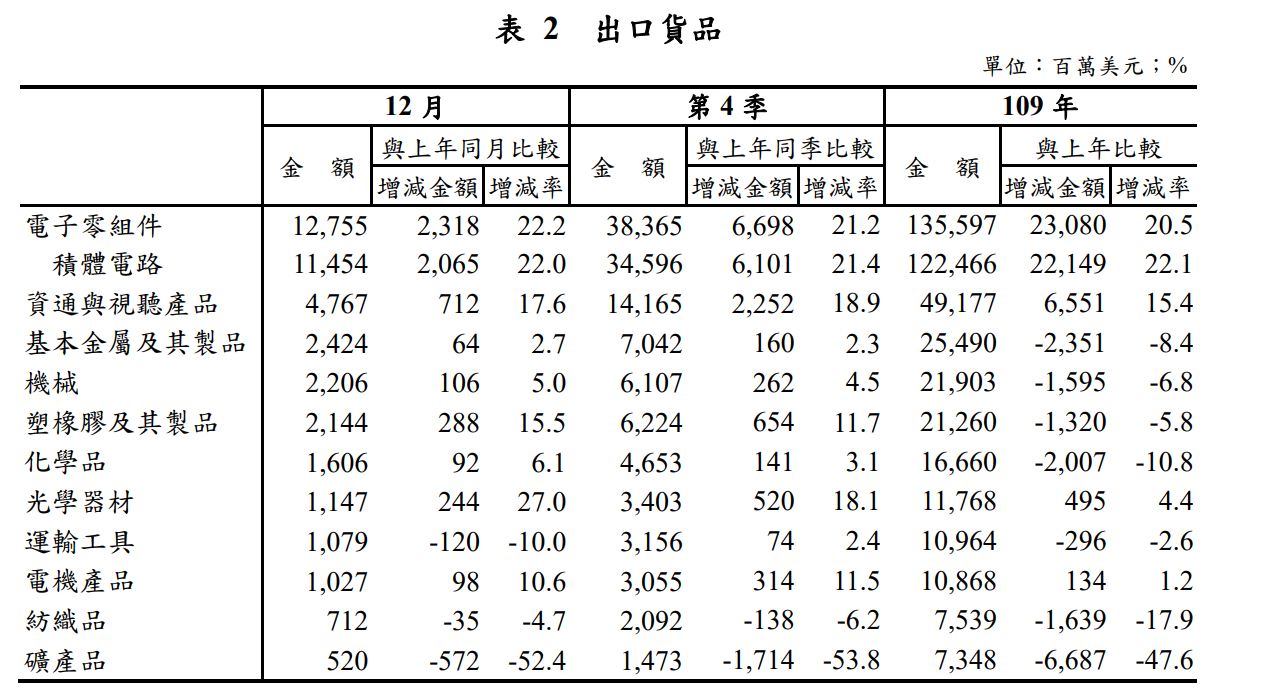 表 2 出口貨品
單位：百萬美元；%
12 月 第 4 季 109 年
金 額 與上年同月比較 金 額 與上年同季比較 金 額 與上年比較
增減金額 增減率 增減金額 增減率 增減金額 增減率
電子零組件 12,755 2,318 22.2 38,365 6,698 21.2 135,597 23,080 20.5
積體電路 11,454 2,065 22.0 34,596 6,101 21.4 122,466 22,149 22.1
資通與視聽產品 4,767 712 17.6 14,165 2,252 18.9 49,177 6,551 15.4
基本金屬及其製品 2,424 64 2.7 7,042 160 2.3 25,490 -2,351 -8.4
機械 2,206 106 5.0 6,107 262 4.5 21,903 -1,595 -6.8
塑橡膠及其製品 2,144 288 15.5 6,224 654 11.7 21,260 -1,320 -5.8
化學品 1,606 92 6.1 4,653 141 3.1 16,660 -2,007 -10.8
光學器材 1,147 244 27.0 3,403 520 18.1 11,768 495 4.4
運輸工具 1,079 -120 -10.0 3,156 74 2.4 10,964 -296 -2.6
電機產品 1,027 98 10.6 3,055 314 11.5 10,868 134 1.2
紡織品 712 -35 -4.7 2,092 -138 -6.2 7,539 -1,639 -17.9
礦產品 520 -572 -52.4 1,473 -1,714 -53.8 7,348 -6,687 -47.6